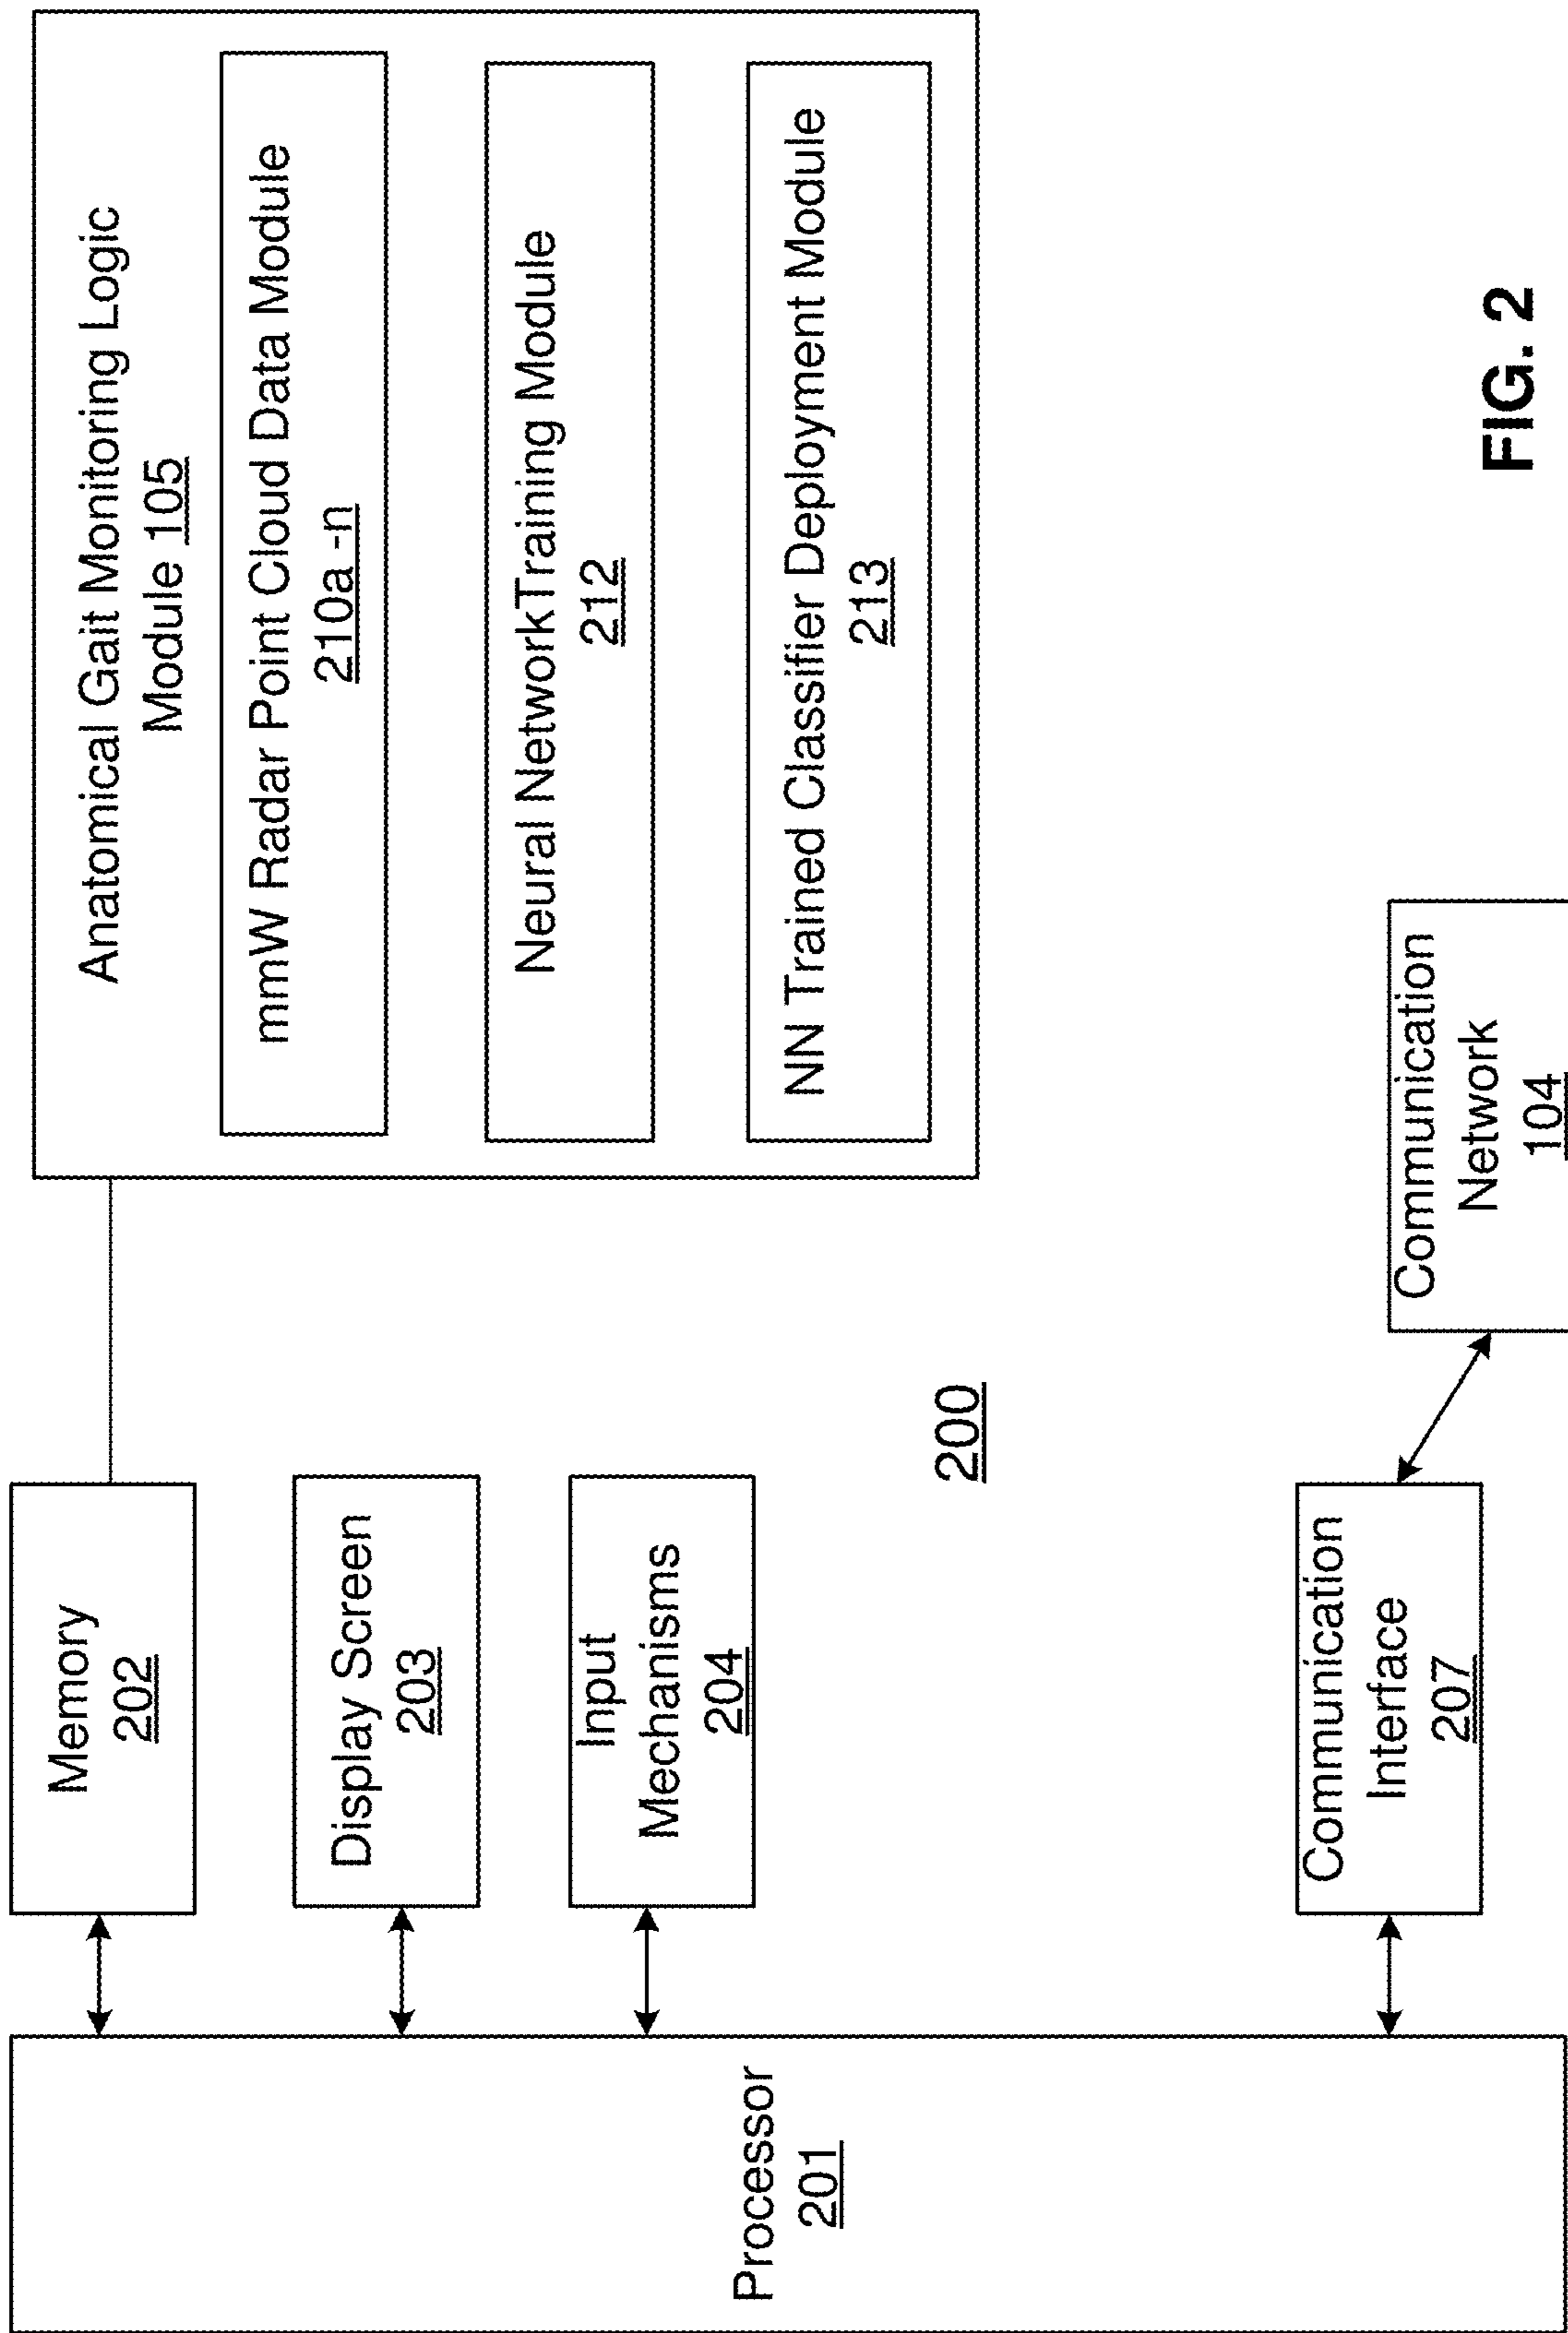 Processor
201
Memory
202
Display Screen
203
Input
Mechanisms
204
Communication
Interface
207
200
Communication
Network
104
Anatomical Gait Monitoring Logic
Module 105
mmW Radar Point Cloud Data Module
210a -n
Neural NetworkTraining Module
212
NN Trained Classifier Deployment Module
213
FIG. 2